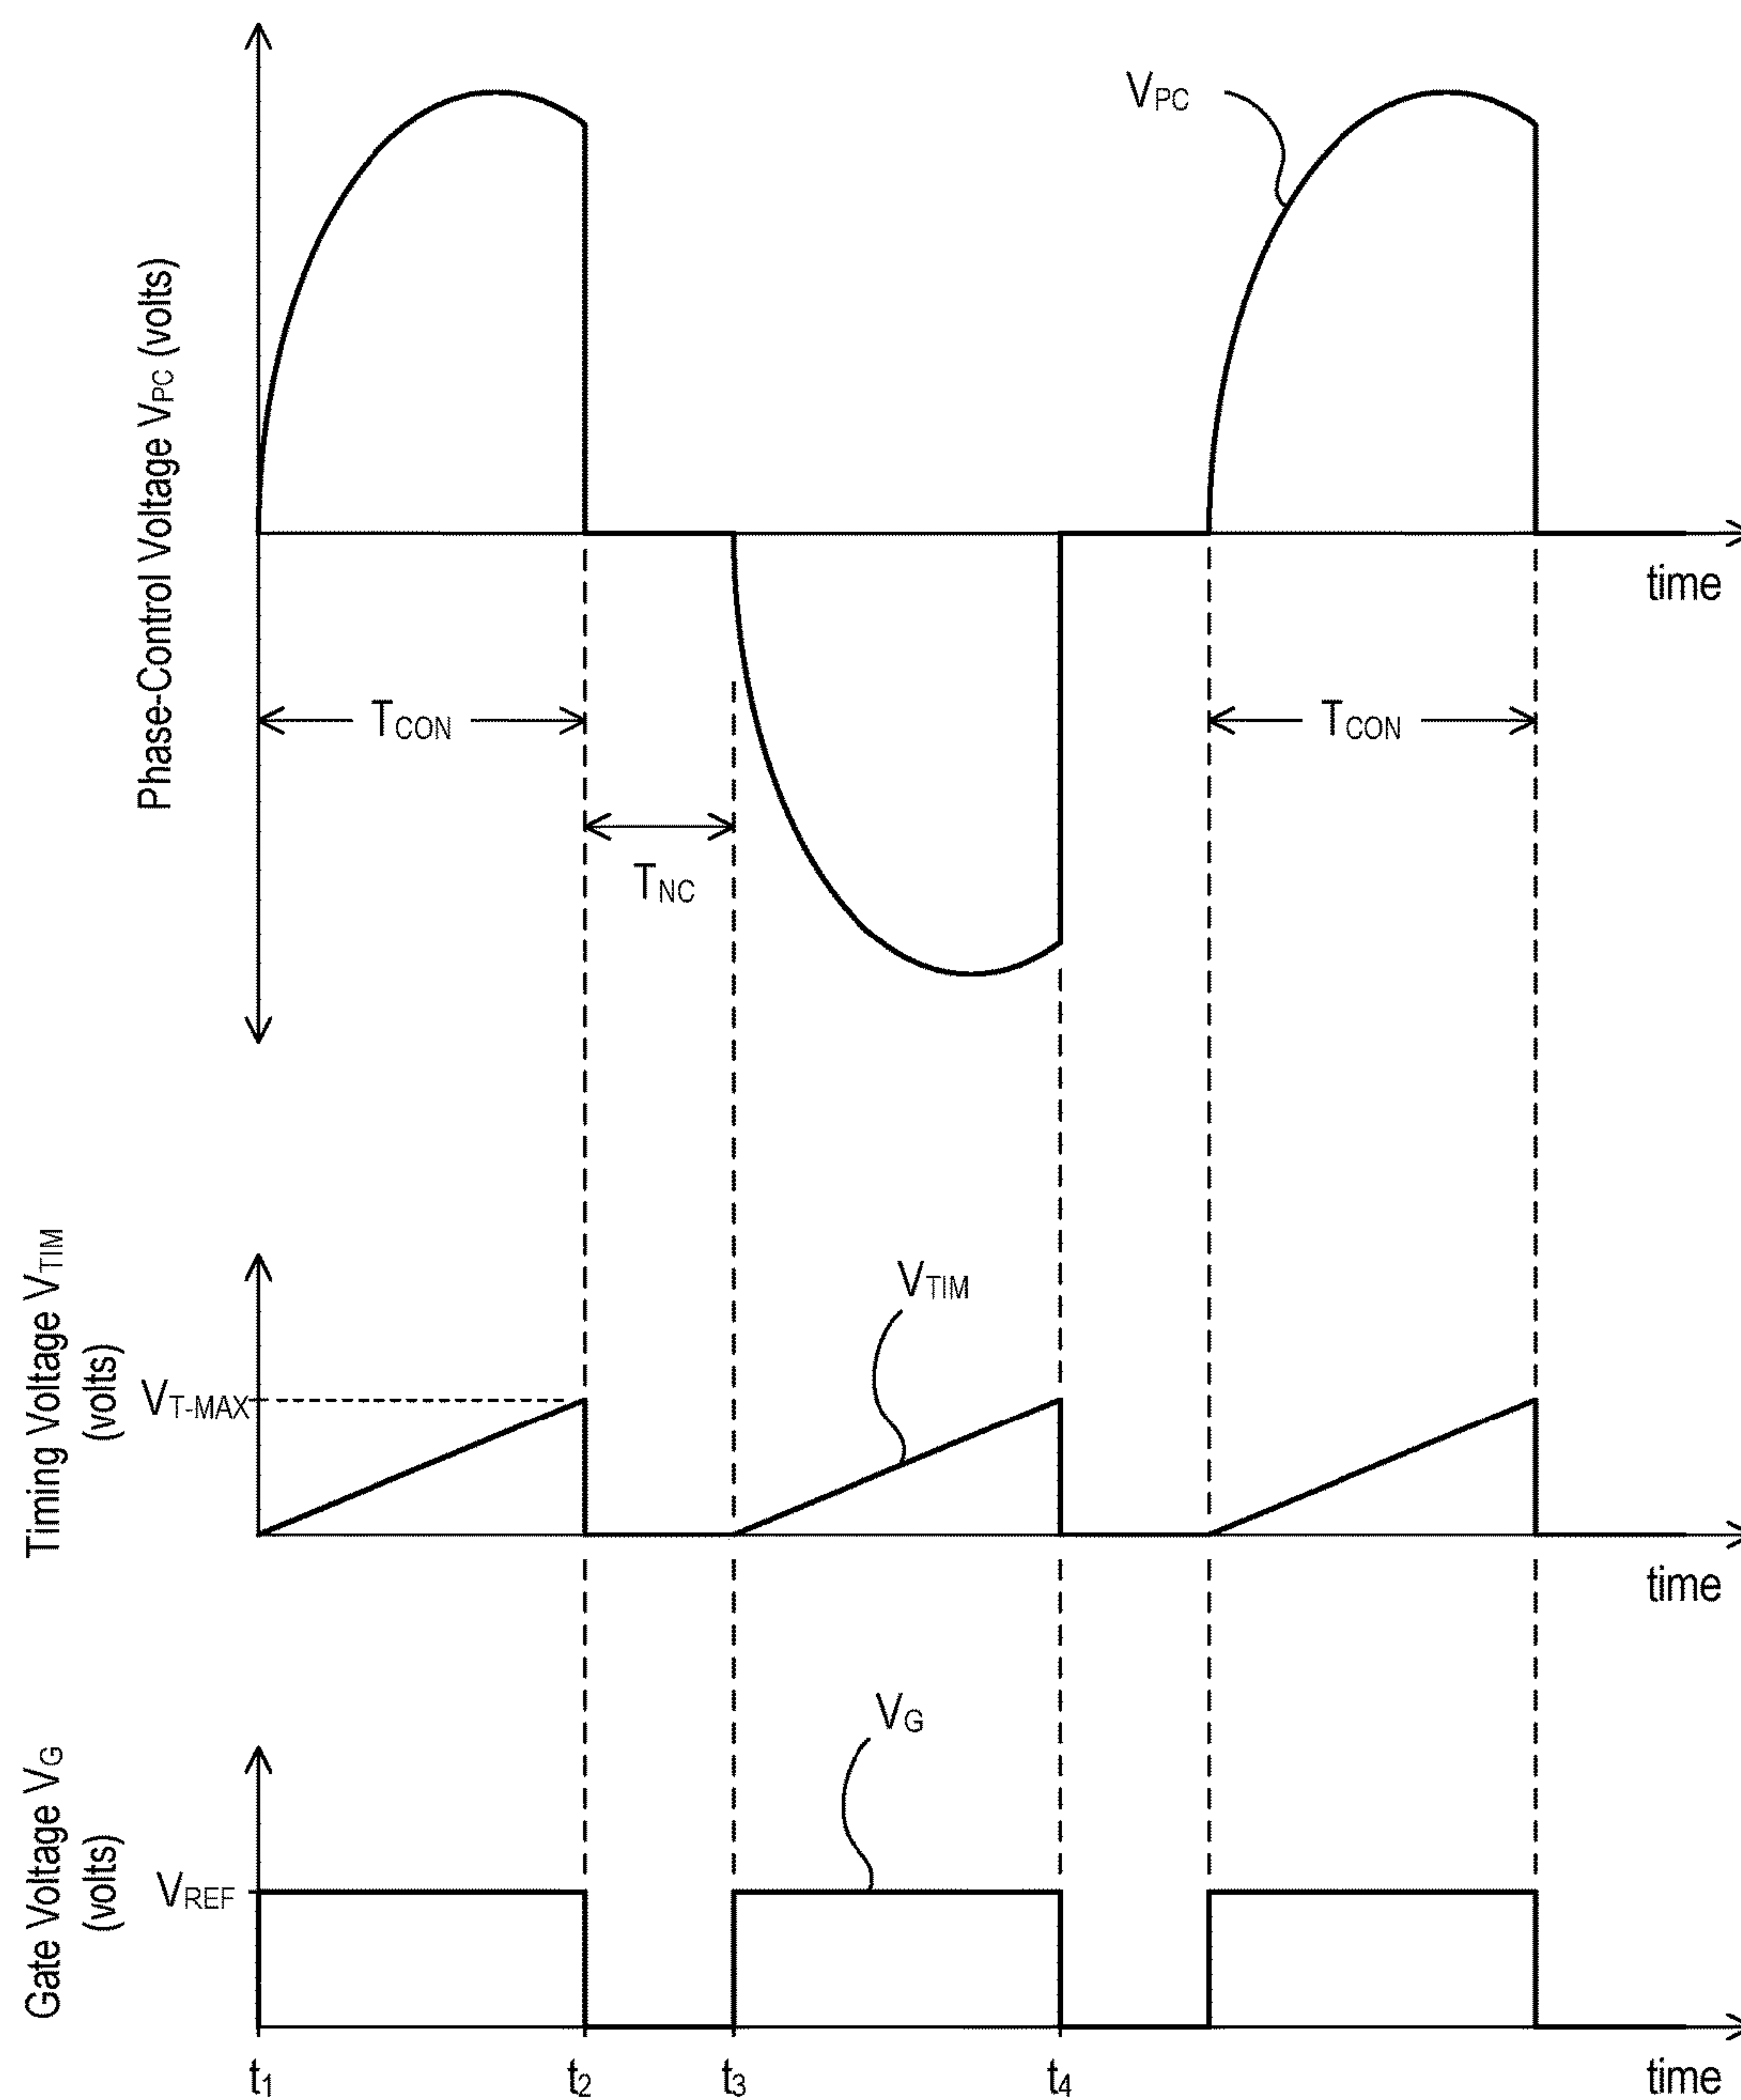 Phase-Control Voltage VPC (volts)
VPC
time
TCON
TCON
TNC
Timing Voltage VTIM
(volts)
VTIM
VT-MAX
time
Gate Voltage VG
(volts)
VG
VREF
t1
t2
t3
t4
time